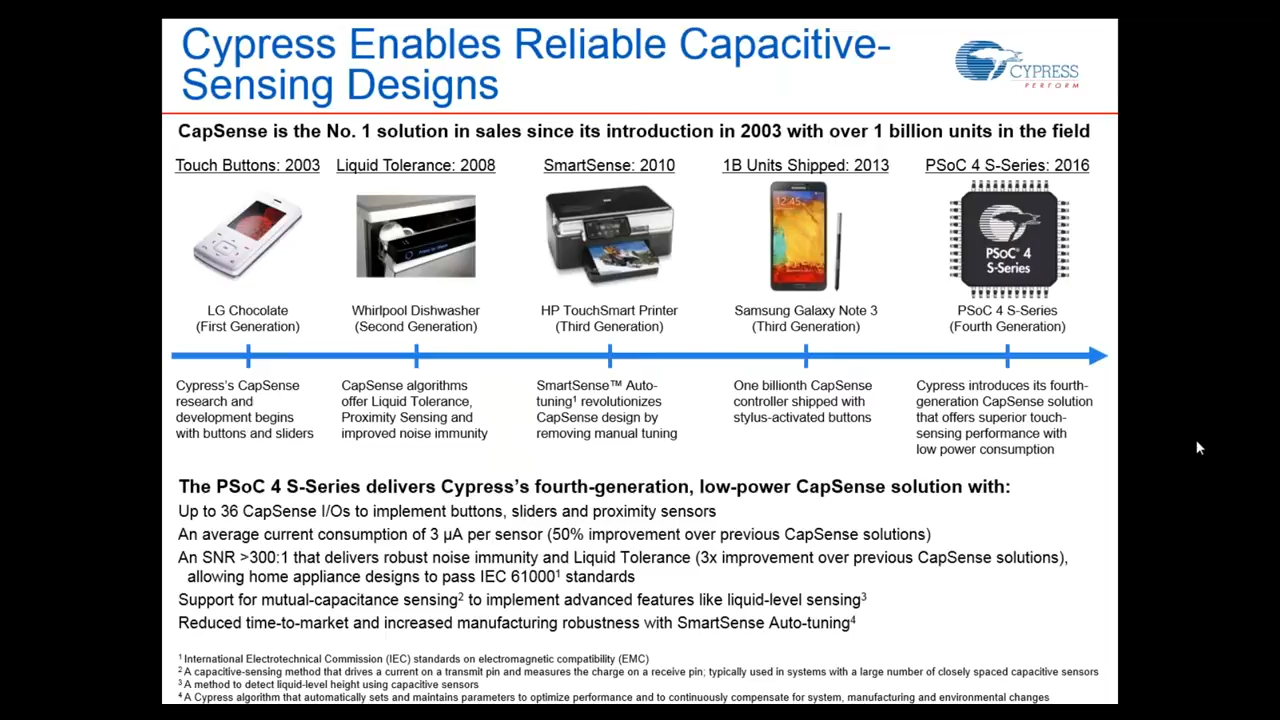 Cypress Enables Reliable Capacitive-
Sensing Designs
CYPRESS
PERFORM
CapSense is the No. 1 solution in sales since its introduction in 2003 with over 1 billion units in the field
Touch Buttons: 2003
Liquid Tolerance: 2008
SmartSense: 2010
1B Units Shipped: 2013
PSoC 4 S-Series: 2016
12:45
PSoC® 4
S-Series
LG Chocolate
(First Generation)
Whirlpool Dishwasher
(Second Generation)
HP TouchSmart Printer
(Third Generation)
Samsung Galaxy Note 3
(Third Generation)
PSoC 4 S-Series
(Fourth Generation)
Cypress's CapSense
research and
development begins
with buttons and sliders
CapSense algorithms
offer Liquid Tolerance,
Proximity Sensing and
improved noise immunity
SmartSense™ Auto-
tuning¹ revolutionizes
CapSense design by
removing manual tuning
One billionth CapSense
controller shipped with
stylus-activated buttons
Cypress introduces its fourth-
generation CapSense solution
that offers superior touch-
sensing performance with
low power consumption
The PSoC 4 S-Series delivers Cypress's fourth-generation, low-power CapSense solution with:
Up to 36 CapSense I/Os to implement buttons, sliders and proximity sensors
An average current consumption of 3 µA per sensor (50% improvement over previous CapSense solutions)
An SNR >300:1 that delivers robust noise immunity and Liquid Tolerance (3x improvement over previous CapSense solutions),
allowing home appliance designs to pass IEC 61000¹ standards
Support for mutual-capacitance sensing² to implement advanced features like liquid-level sensing³
Reduced time-to-market and increased manufacturing robustness with SmartSense Auto-tuning⁴
¹ International Electrotechnical Commission (IEC) standards on electromagnetic compatibility (EMC)
² A capacitive-sensing method that drives a current on a transmit pin and measures the charge on a receive pin; typically used in systems with a large number of closely spaced capacitive sensors
³ A method to detect liquid-level height using capacitive sensors
⁴ A Cypress algorithm that automatically sets and maintains parameters to optimize performance and to continuously compensate for system, manufacturing and environmental changes